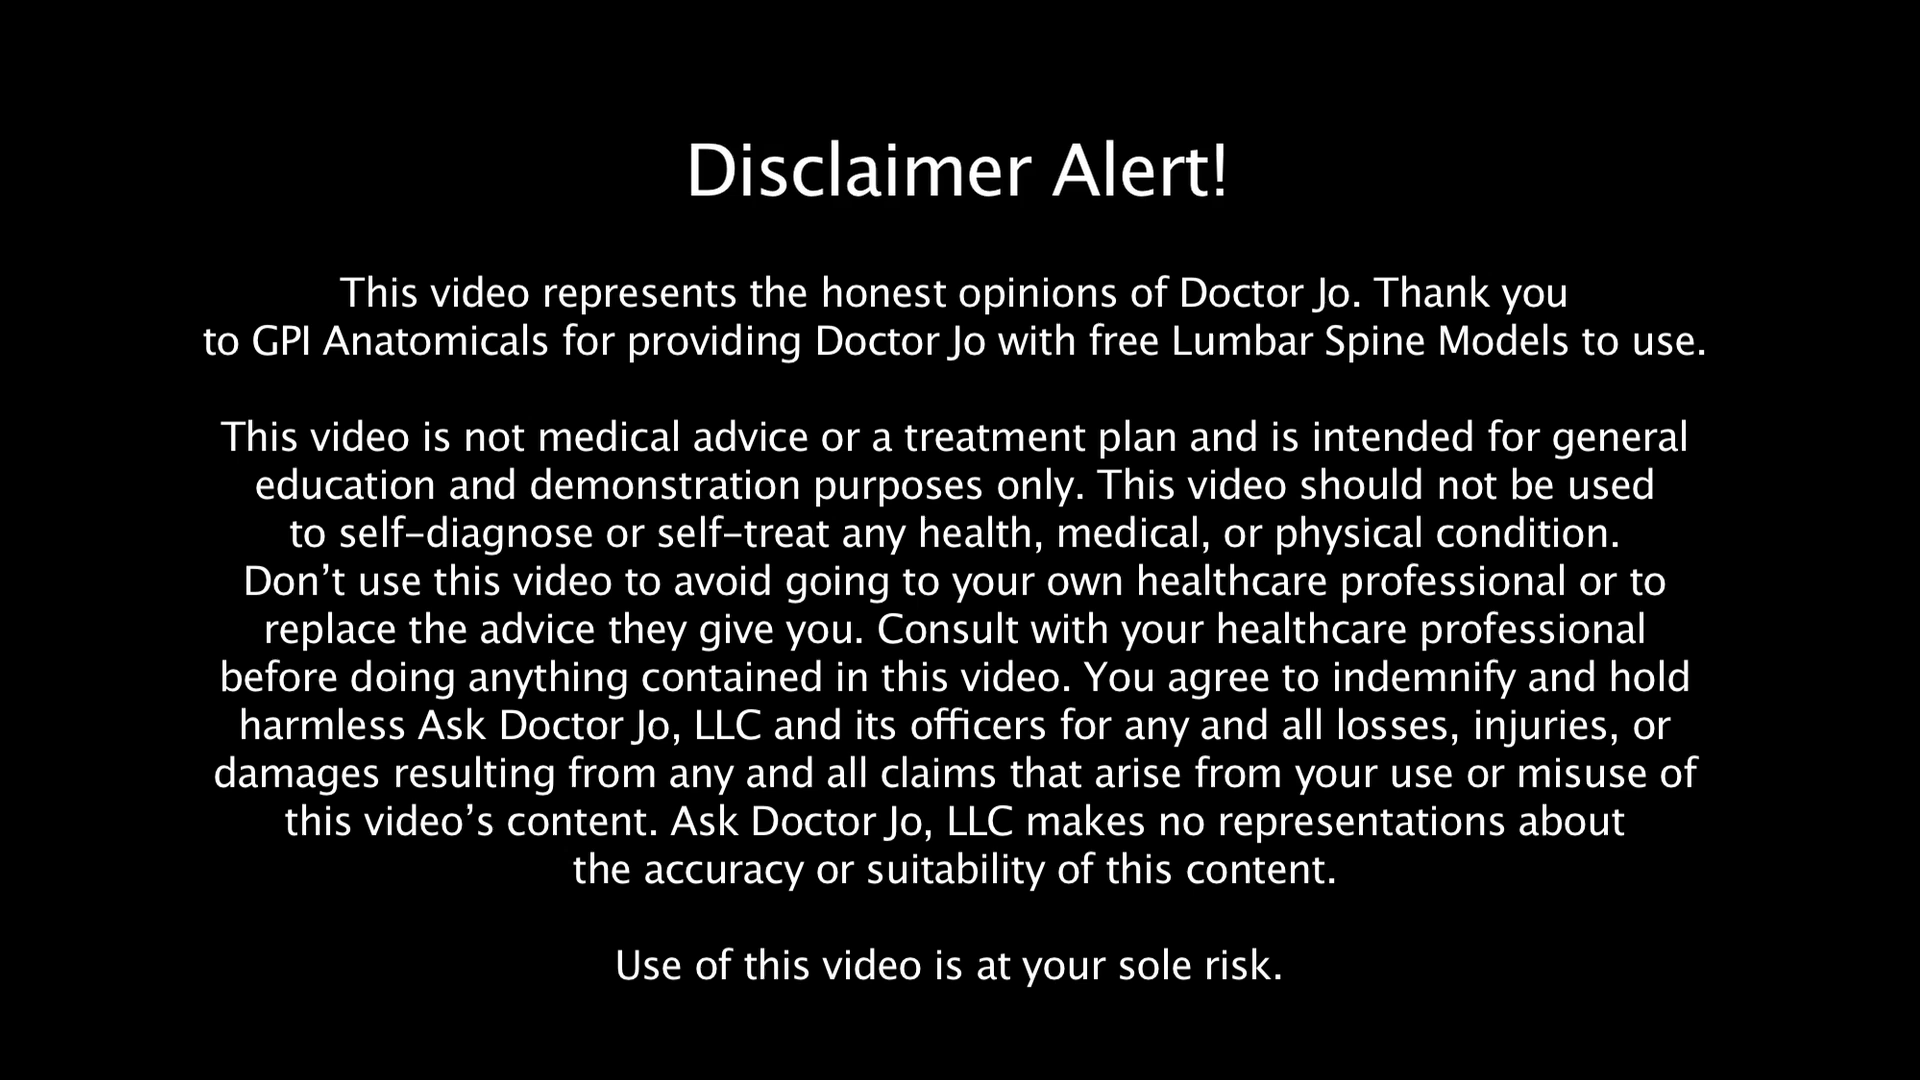 Disclaimer Alert!
This video represents the honest opinions of Doctor Jo. Thank you
to GPI Anatomicals for providing Doctor Jo with free Lumbar Spine Models to use.
This video is not medical advice or a treatment plan and is intended for general
education and demonstration purposes only. This video should not be used
to self–diagnose or self–treat any health, medical, or physical condition.
Don’t use this video to avoid going to your own healthcare professional or to
replace the advice they give you. Consult with your healthcare professional
before doing anything contained in this video. You agree to indemnify and hold
harmless Ask Doctor Jo, LLC and its officers for any and all losses, injuries, or
damages resulting from any and all claims that arise from your use or misuse of
this video’s content. Ask Doctor Jo, LLC makes no representations about
the accuracy or suitability of this content.
Use of this video is at your sole risk.